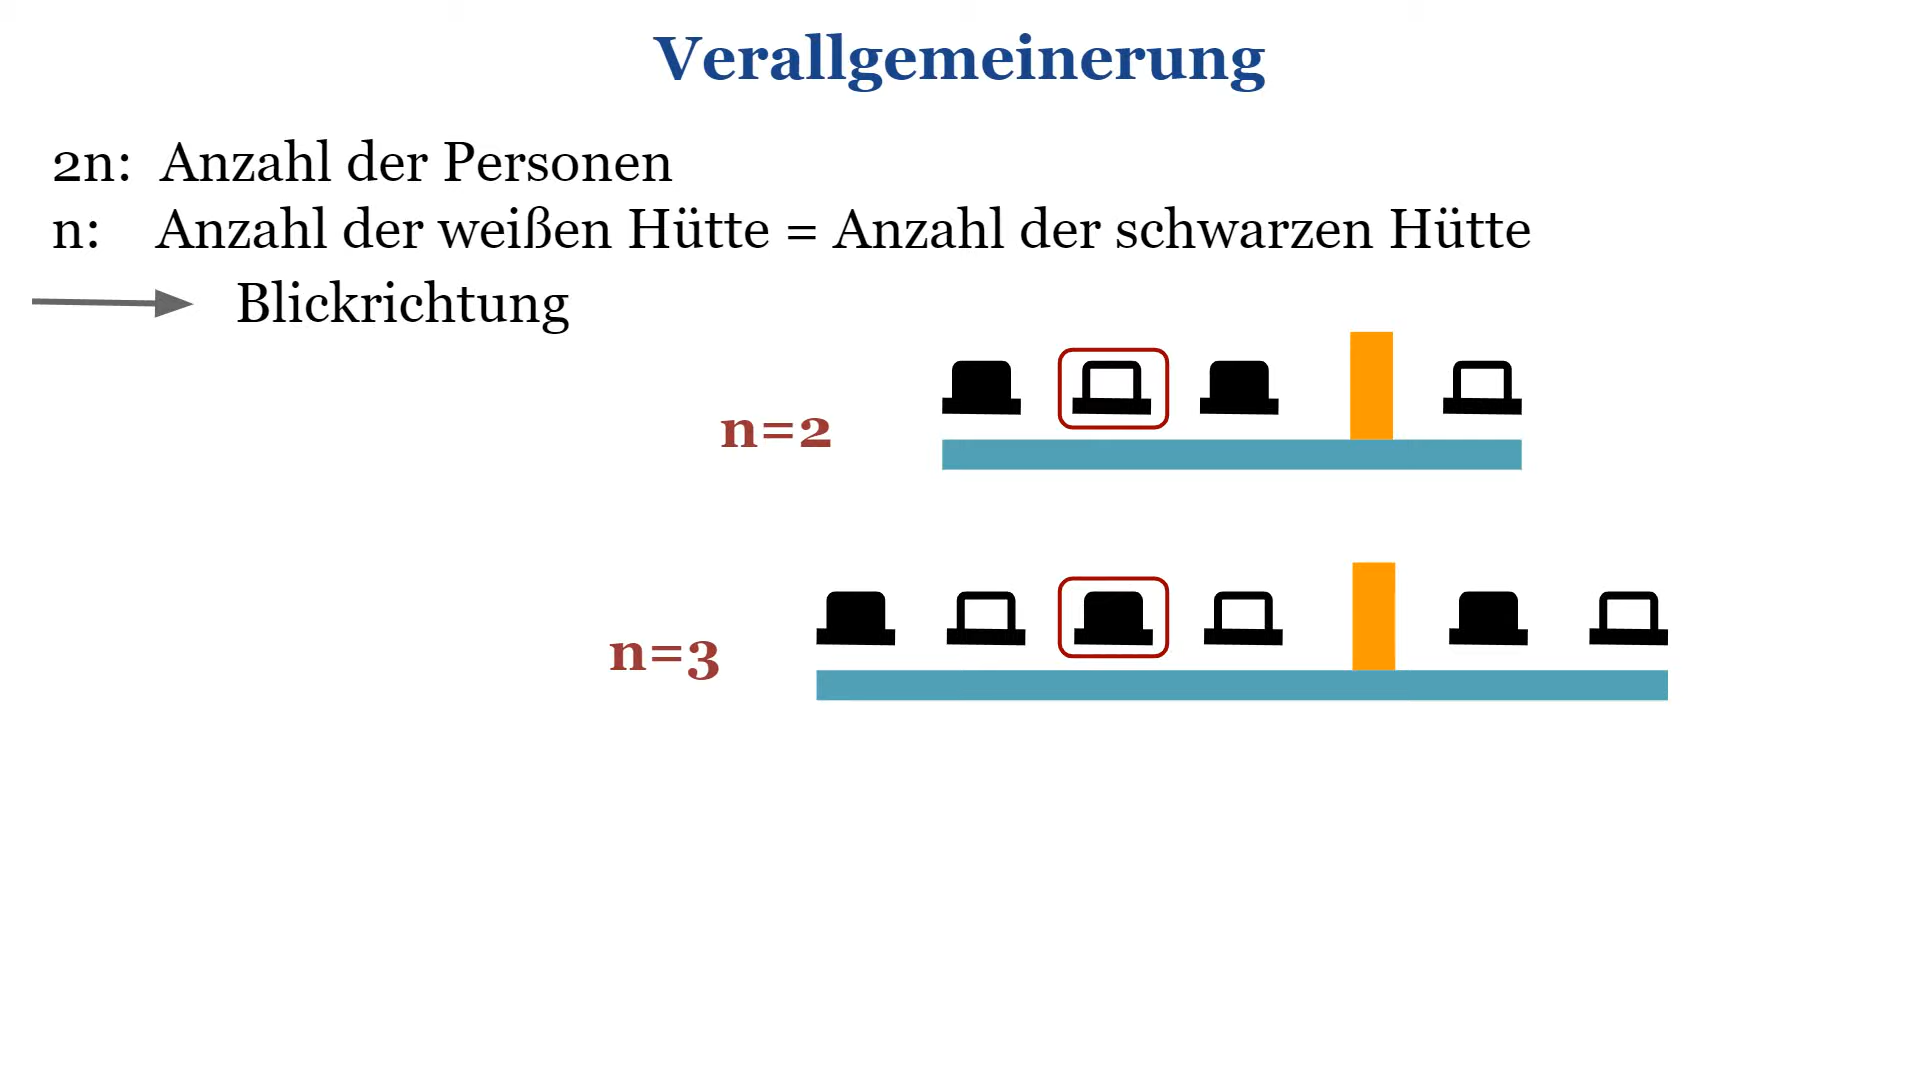 Verallgemeinerung
2n: Anzahl der Personen
n: Anzahl der weißen Hütte = Anzahl der schwarzen Hütte
Blickrichtung
n=2
n=3